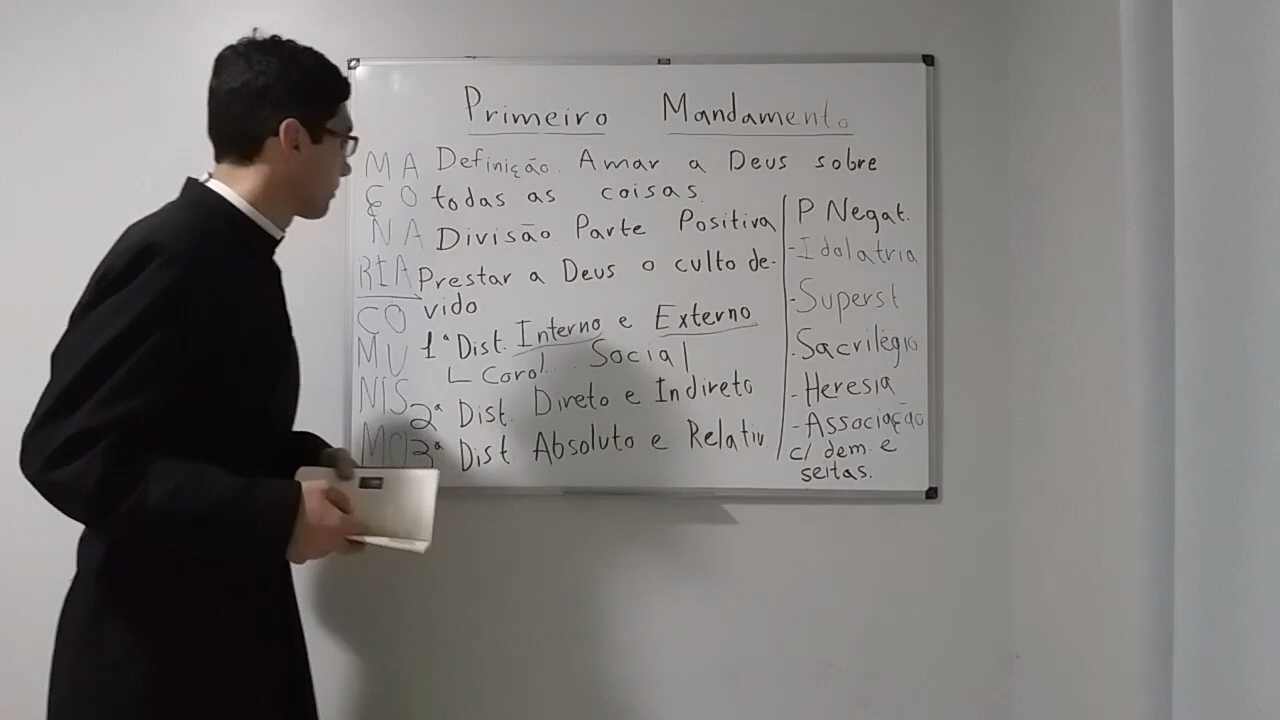 Primeiro Mandamento
MA
ÇO
NA
RIA
CO
MU
NIS
MO
Definição. Amar a Deus sobre
todas as coisas.
Divisão Parte Positiva
Prestar a Deus o culto de-
vido
1ª Dist. Interno e Externo
Corol. Social
2ª Dist. Direto e Indireto
3ª Dist. Absoluto e Relativ
P Negat.
-Idolatria
-Superst
-Sacrilégio
-Heresia
-Associação
c/ dem. e
seitas.